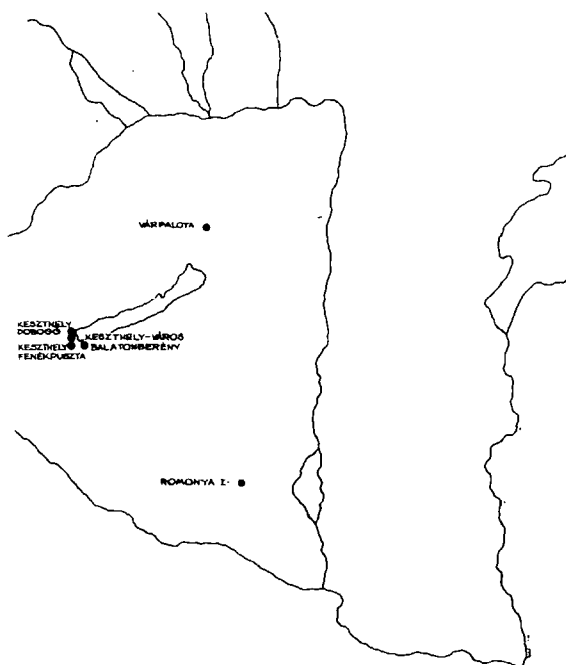 VÁRPALOTA
KESZTHELY
DOBOGÓ
KESZTHELY-VÁROS
KESZTHELY
FENÉKPUSZTA
BALATONBERÉNY
ROMONYA I.